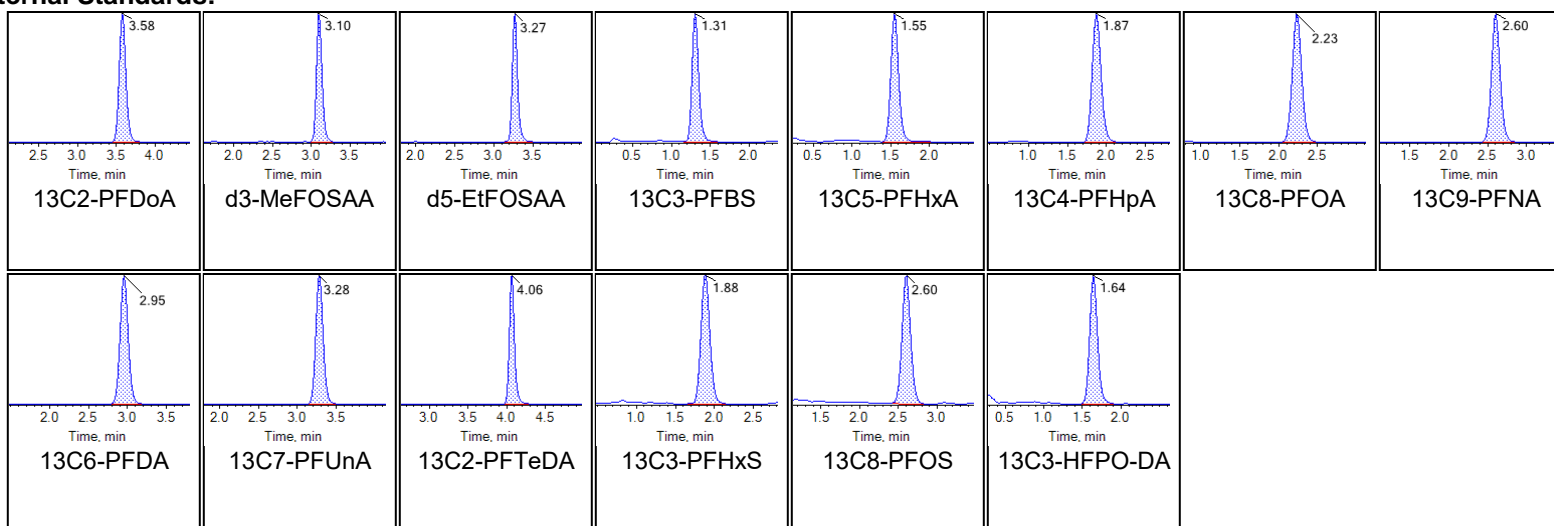 3.58 3.10 3.27 1.31 1.55 1.87 2.23 2.60
2.5 3.0 3.5 4.0 2.0 2.5 3.0 3.5 2.0 2.5 3.0 3.5 0.5 1.0 1.5 2.0 0.5 1.0 1.5 2.0 1.0 1.5 2.0 2.5 1.0 1.5 2.0 2.5 1.5 2.0 2.5 3.0
Time, min Time, min Time, min Time, min Time, min Time, min Time, min Time, min
13C2-PFDoA d3-MeFOSAA d5-EtFOSAA 13C3-PFBS 13C5-PFHxA 13C4-PFHpA 13C8-PFOA 13C9-PFNA
2.95 3.28 4.06 1.88 2.60 1.64
2.0 2.5 3.0 3.5 2.0 2.5 3.0 3.5 3.0 3.5 4.0 4.5 1.0 1.5 2.0 2.5 1.5 2.0 2.5 3.0 0.5 1.0 1.5 2.0
Time, min Time, min Time, min Time, min Time, min Time, min
13C6-PFDA 13C7-PFUnA 13C2-PFTeDA 13C3-PFHxS 13C8-PFOS 13C3-HFPO-DA